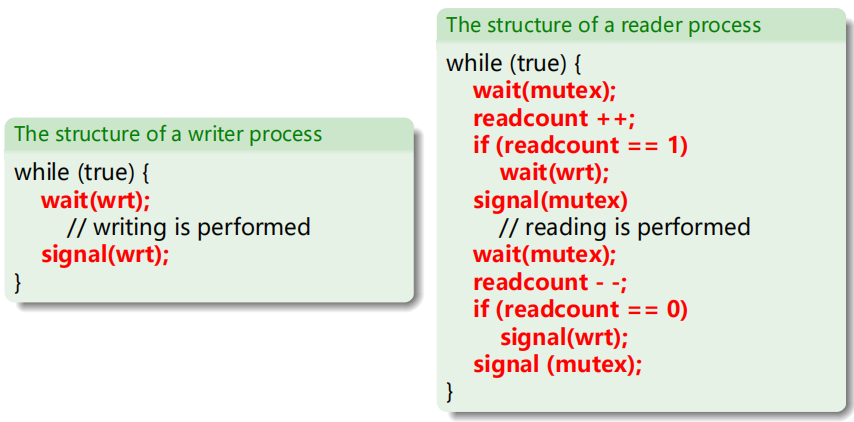 The structure of a writer process
while (true) {
wait(wrt);
// writing is performed
signal(wrt);
}
The structure of a reader process
while (true) {
wait(mutex);
readcount ++;
if (readcount == 1)
wait(wrt);
signal(mutex)
// reading is performed
wait(mutex);
readcount - -;
if (readcount == 0)
signal(wrt);
signal (mutex);
}